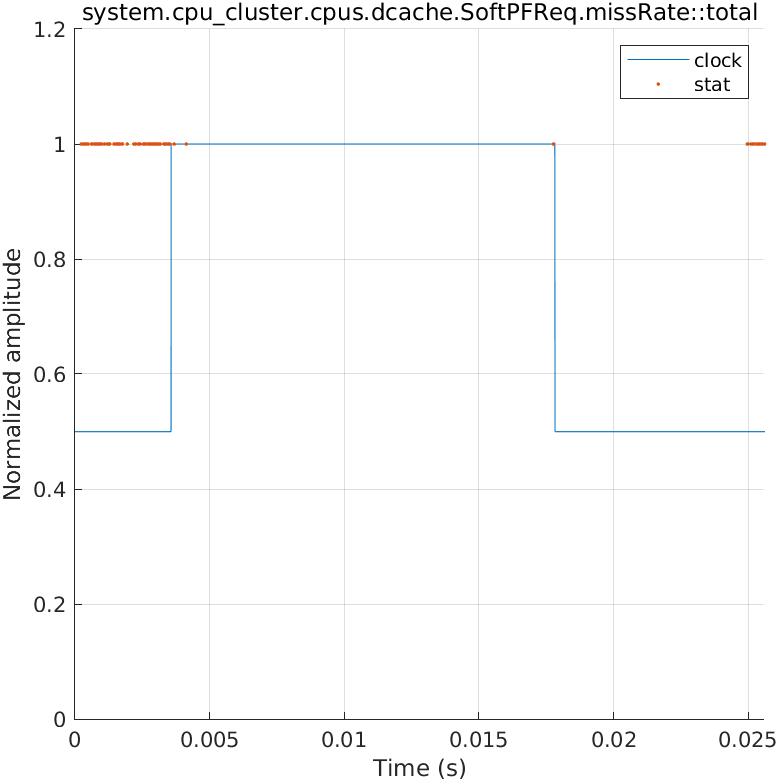 system.cpu_cluster.cpus.dcache.SoftPFReq.missRate::total
clock
stat
Normalized amplitude
1.2
1
0.8
0.6
0.4
0.2
0
0 0.005 0.01 0.015 0.02 0.025
Time (s)